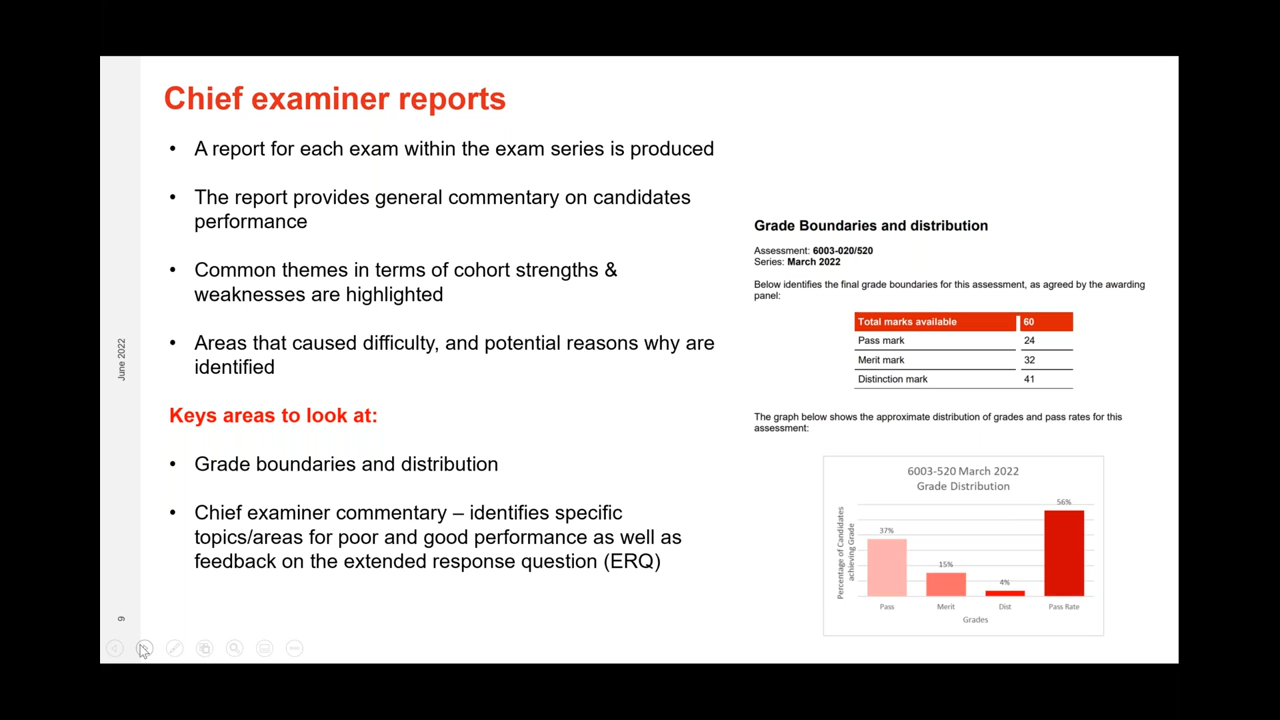 Chief examiner reports
• A report for each exam within the exam series is produced
• The report provides general commentary on candidates
performance
• Common themes in terms of cohort strengths &
weaknesses are highlighted
• Areas that caused difficulty, and potential reasons why are
identified
Keys areas to look at:
• Grade boundaries and distribution
• Chief examiner commentary – identifies specific
topics/areas for poor and good performance as well as
feedback on the extended response question (ERQ)
June 2022
9
Grade Boundaries and distribution
Assessment: 6003-020/520
Series: March 2022
Below identifies the final grade boundaries for this assessment, as agreed by the awarding
panel:
Total marks available 60
Pass mark 24
Merit mark 32
Distinction mark 41
The graph below shows the approximate distribution of grades and pass rates for this
assessment:
6003-520 March 2022
Grade Distribution
Percentage of Candidates
achieving Grade
37%
15%
4%
56%
Pass Merit Dist Pass Rate
Grades